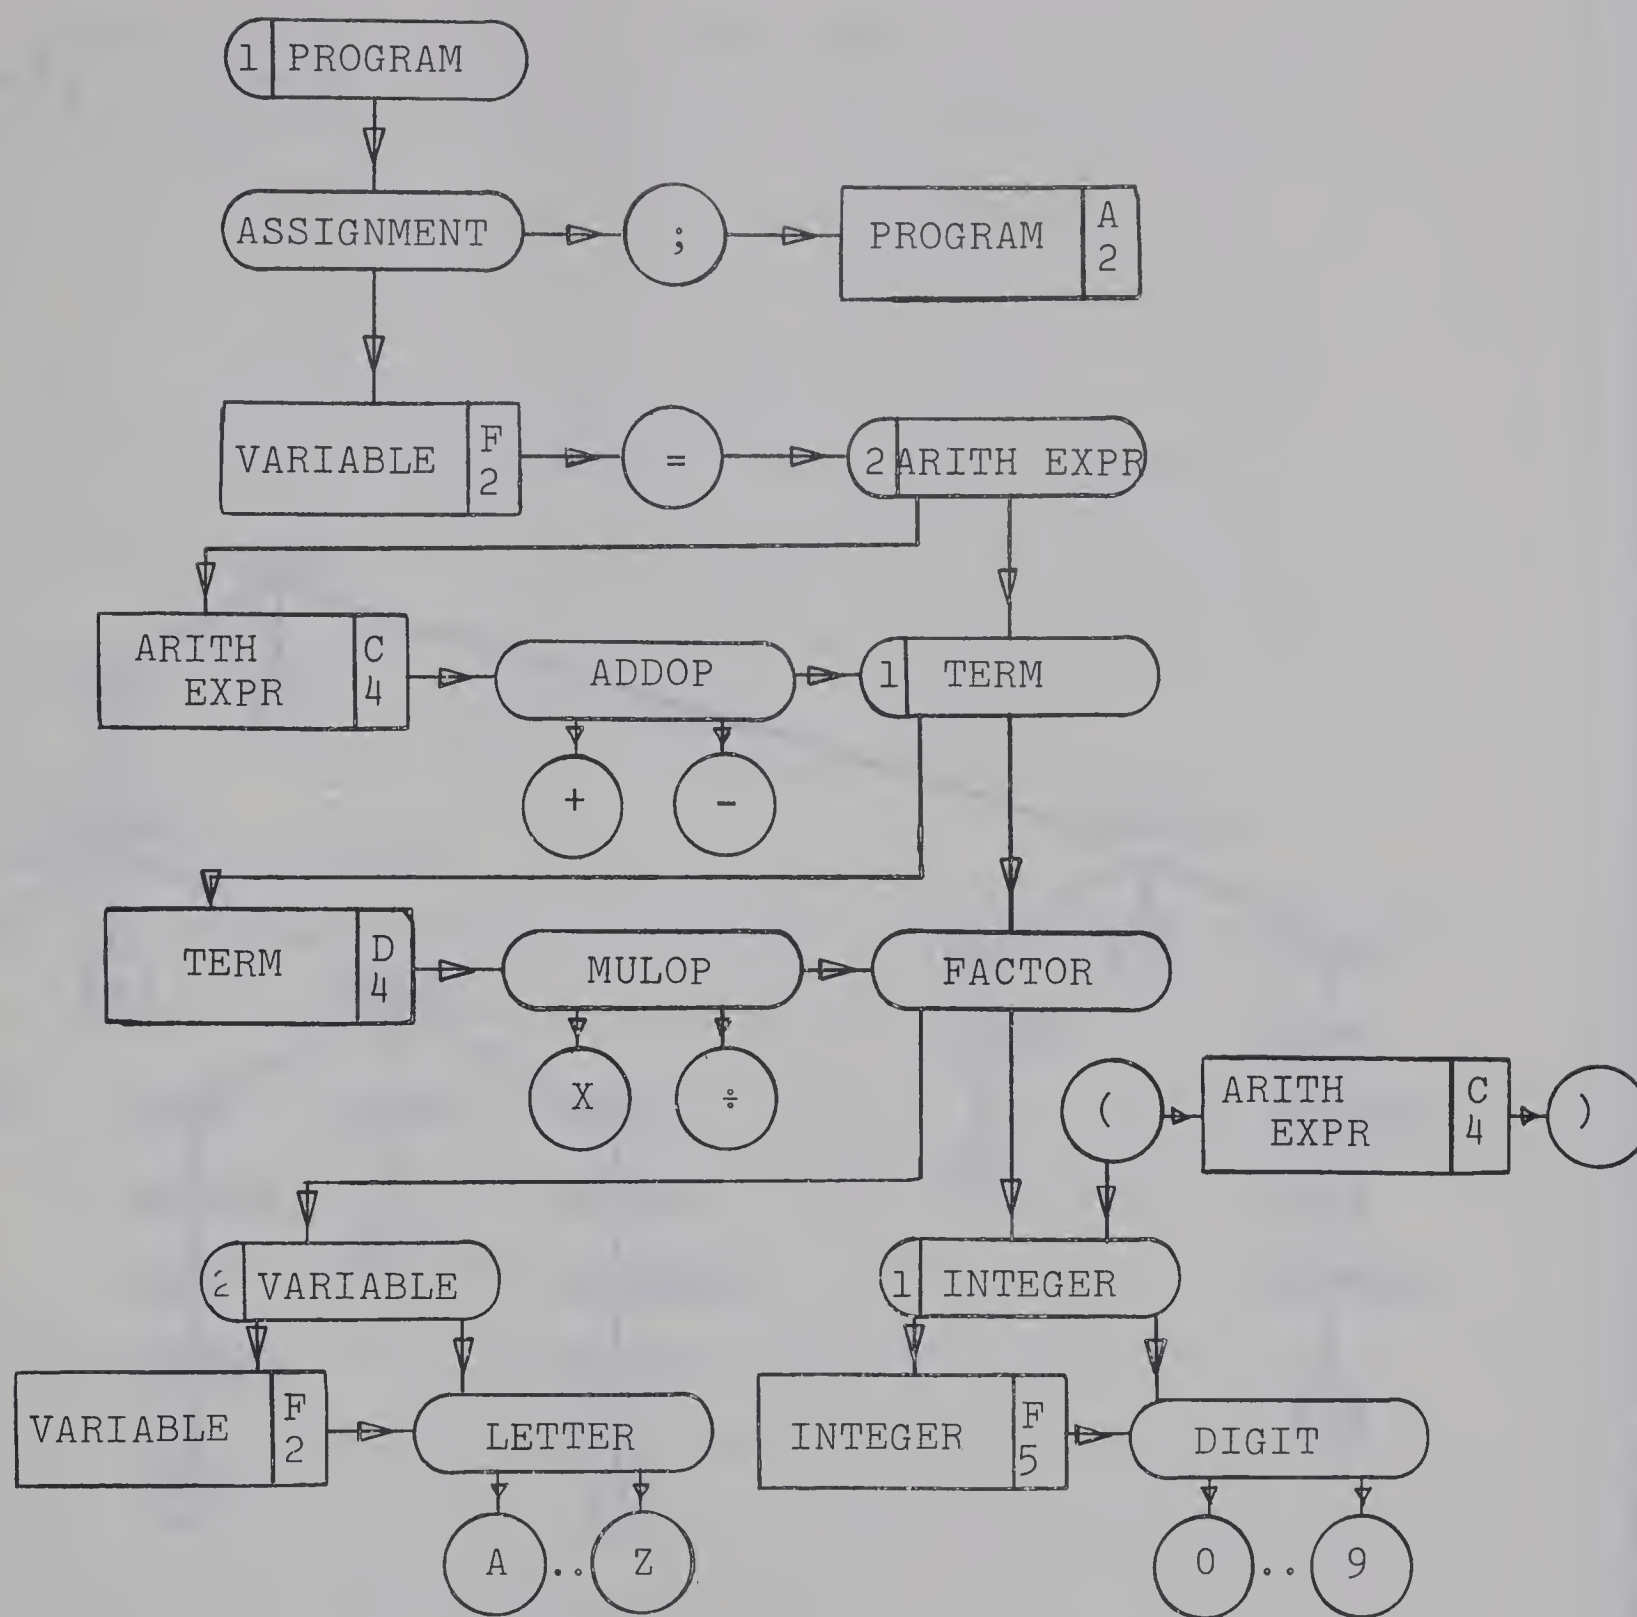 1 PROGRAM
ASSIGNMENT ; PROGRAM A 2
VARIABLE F 2 = 2 ARITH EXPR
ARITH EXPR C 4 ADDOP 1 TERM
+ -
TERM D 4 MULOP FACTOR
X ÷ ( ARITH EXPR C 4 )
2 VARIABLE 1 INTEGER
VARIABLE F 2 LETTER INTEGER F 5 DIGIT
A .. Z 0 .. 9